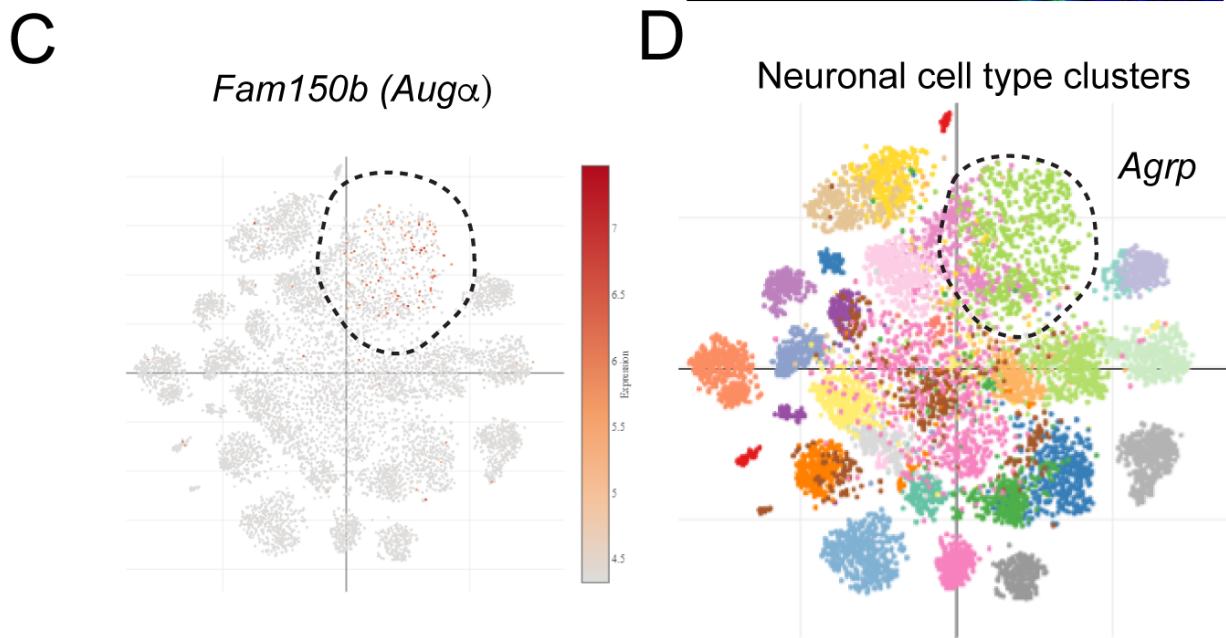 C
Fam150b (Augα)
7
6.5
6
5.5
5
4.5
Expression
D
Neuronal cell type clusters
Agrp